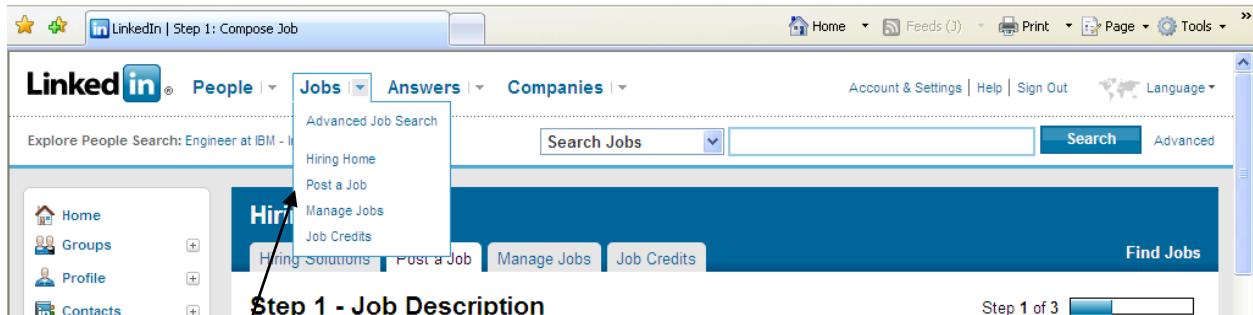 LinkedIn | Step 1: Compose Job
Home Feeds (J) Print Page Tools »
Linked in ® People Jobs Answers Companies Account & Settings | Help | Sign Out Language
Advanced Job Search
Explore People Search: Engineer at IBM - Search Jobs Search Advanced
Hiring Home
Post a Job
Manage Jobs
Job Credits
Home
Groups
Profile
Contacts
Hiring Solutions Post a Job Manage Jobs Job Credits Find Jobs
Step 1 - Job Description Step 1 of 3